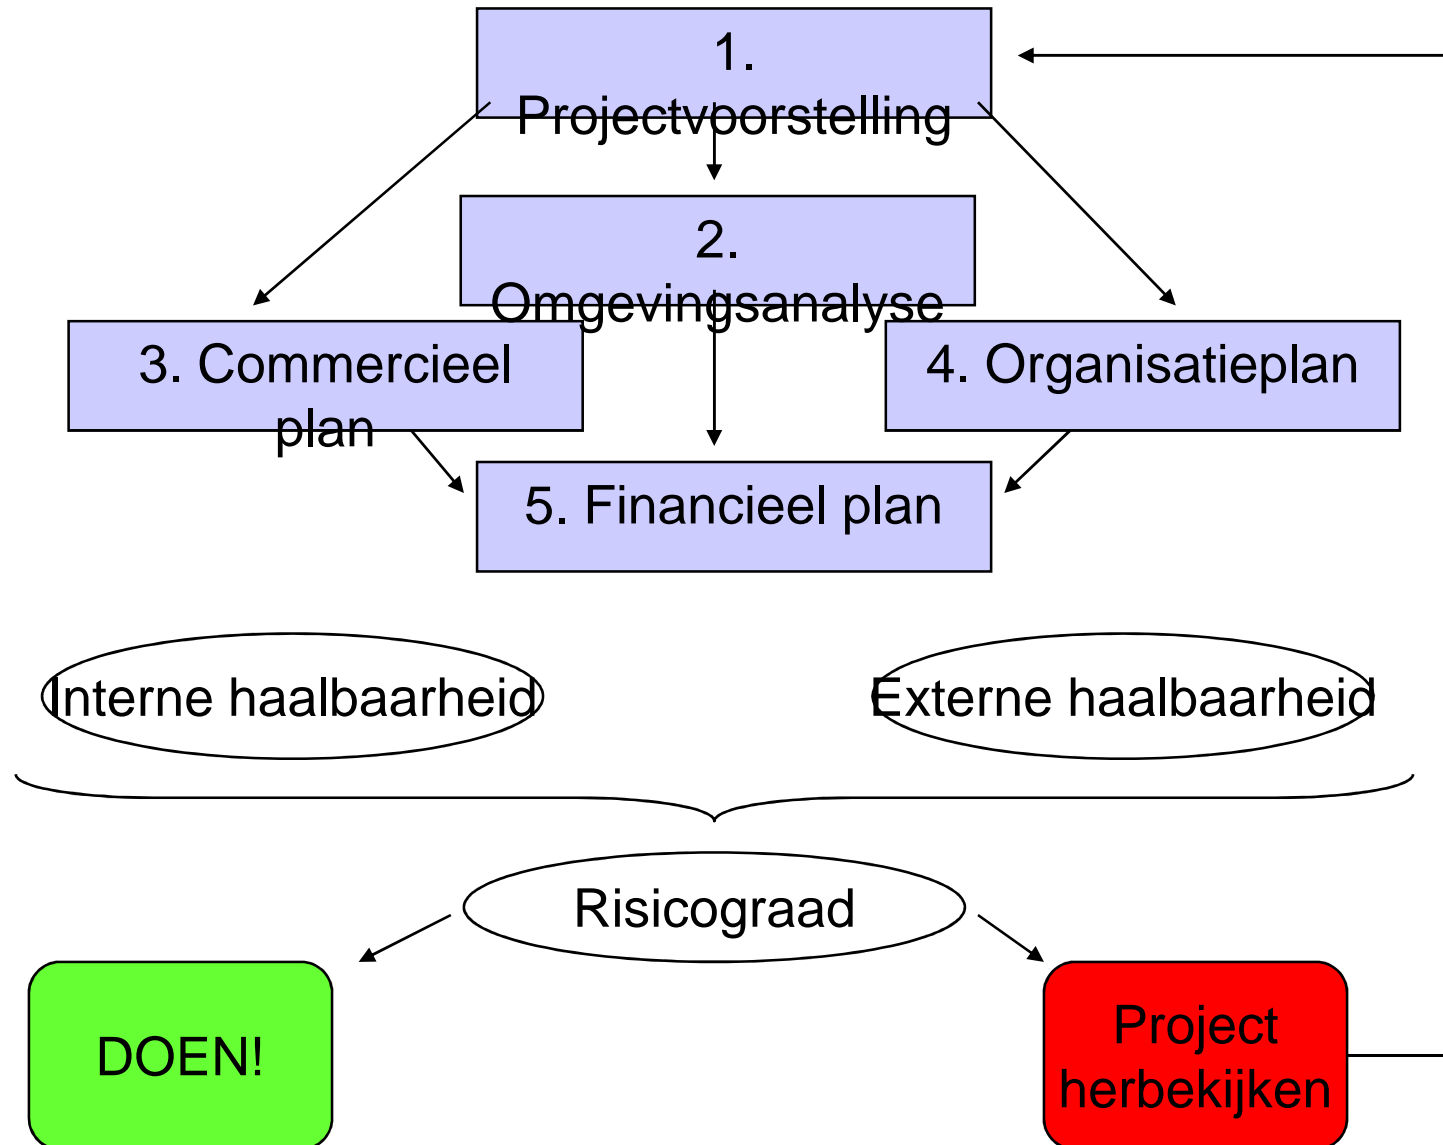 1.
Projectvoorstelling
2.
Omgevingsanalyse
3. Commercieel
plan
4. Organisatieplan
5. Financieel plan
Interne haalbaarheid
Externe haalbaarheid
Risicograad
DOEN!
Project
herbekijken